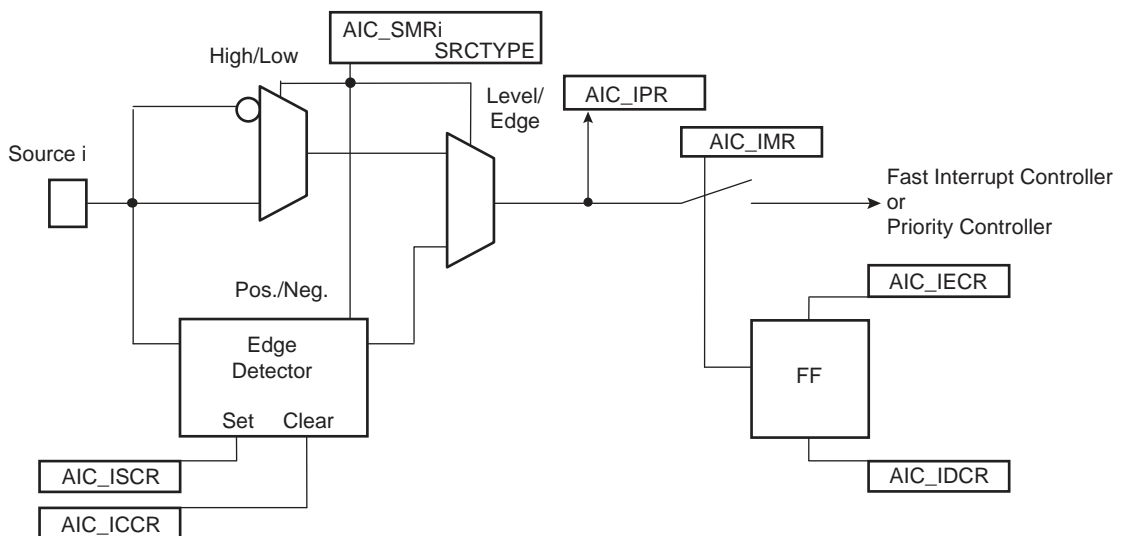 AIC_SMRi
SRCTYPE
High/Low
Level/
Edge
AIC_IPR
AIC_IMR
Source i
Fast Interrupt Controller
or
Priority Controller
AIC_IECR
Pos./Neg.
Edge
Detector
FF
Set Clear
AIC_ISCR
AIC_IDCR
AIC_ICCR